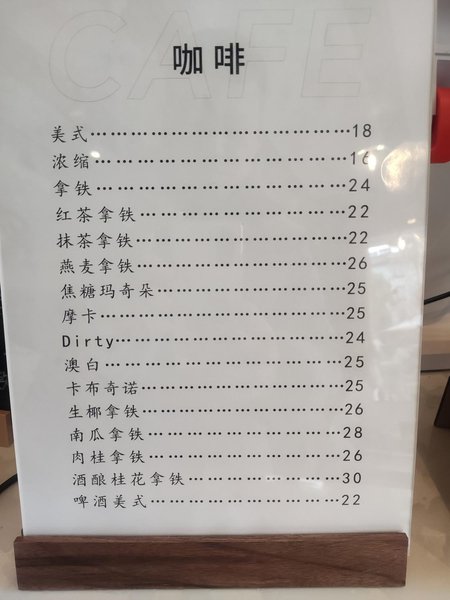 CAFE
咖啡
美式……………………………………18
浓缩……………………………………16
拿铁……………………………………24
红茶拿铁……………………………22
抹茶拿铁……………………………22
燕麦拿铁……………………………26
焦糖玛奇朵…………………………25
摩卡……………………………………25
Dirty…………………………………24
澳白……………………………………25
卡布奇诺……………………………25
生椰拿铁……………………………26
南瓜拿铁……………………………28
肉桂拿铁……………………………26
酒酿桂花拿铁………………………30
啤酒美式……………………………22